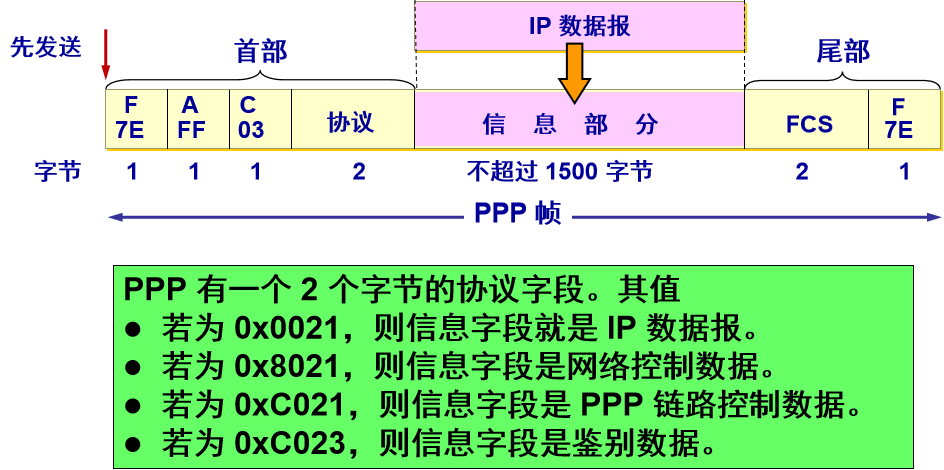 IP 数据报
先发送
首部
尾部
F A C F
7E FF 03 协议 信 息 部 分 FCS 7E
字节 1 1 1 2 不超过 1500 字节 2 1
PPP 帧
PPP 有一个 2 个字节的协议字段。其值
● 若为 0x0021，则信息字段就是 IP 数据报。
● 若为 0x8021，则信息字段是网络控制数据。
● 若为 0xC021，则信息字段是 PPP 链路控制数据。
● 若为 0xC023，则信息字段是鉴别数据。